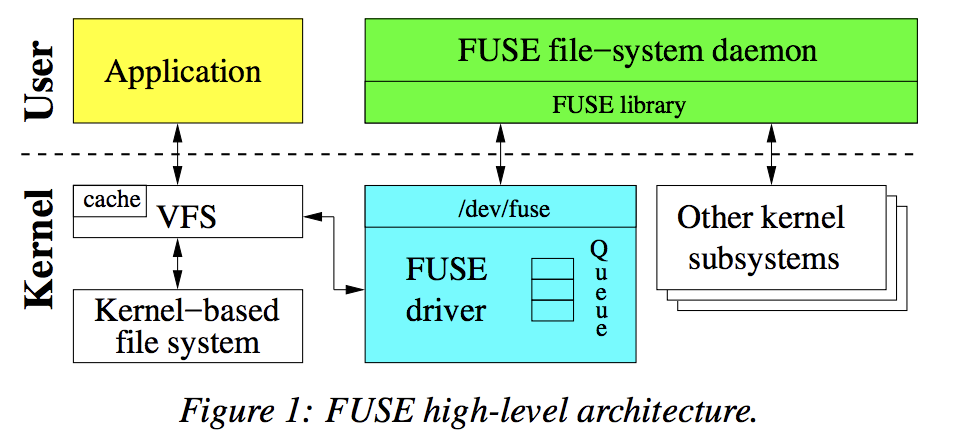 User
Application
FUSE file−system daemon
FUSE library
Kernel
cache
VFS
Kernel−based
file system
/dev/fuse
FUSE
driver
Queue
Other kernel
subsystems
Figure 1: FUSE high-level architecture.